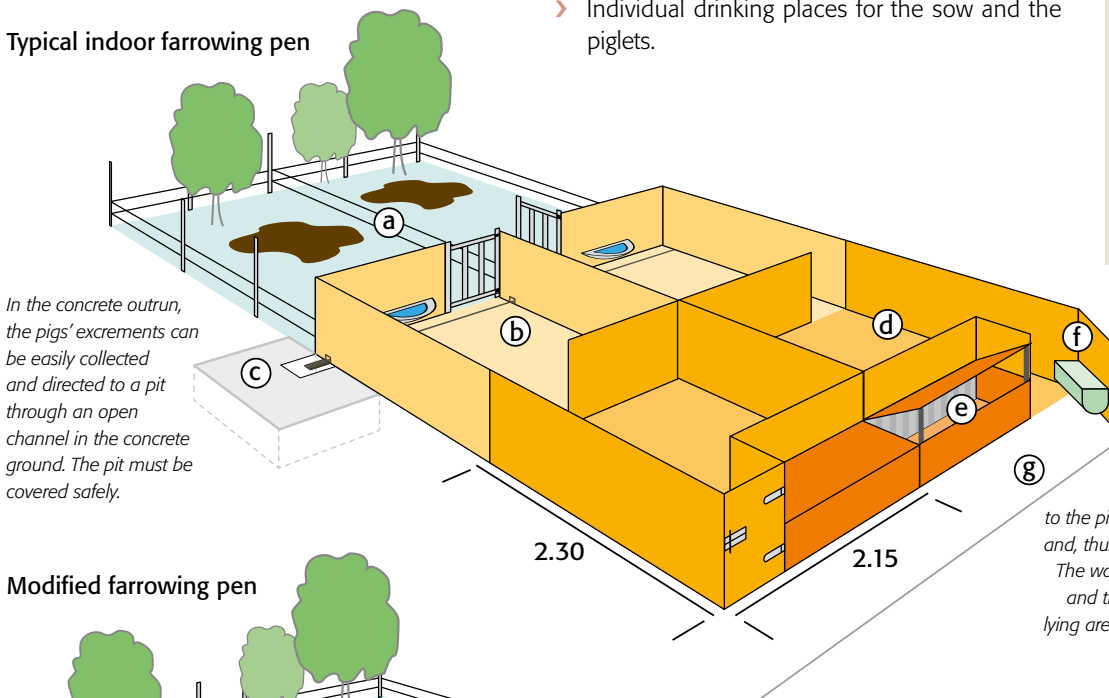 › Individual drinking places for the sow and the
piglets.
Typical indoor farrowing pen
a
b
c
d
e
f
g
In the concrete outrun,
the pigs’ excrements can
be easily collected
and directed to a pit
through an open
channel in the concrete
ground. The pit must be
covered safely.
2.30
2.15
to the pi
and, thu
The wo
and t
lying are
Modified farrowing pen